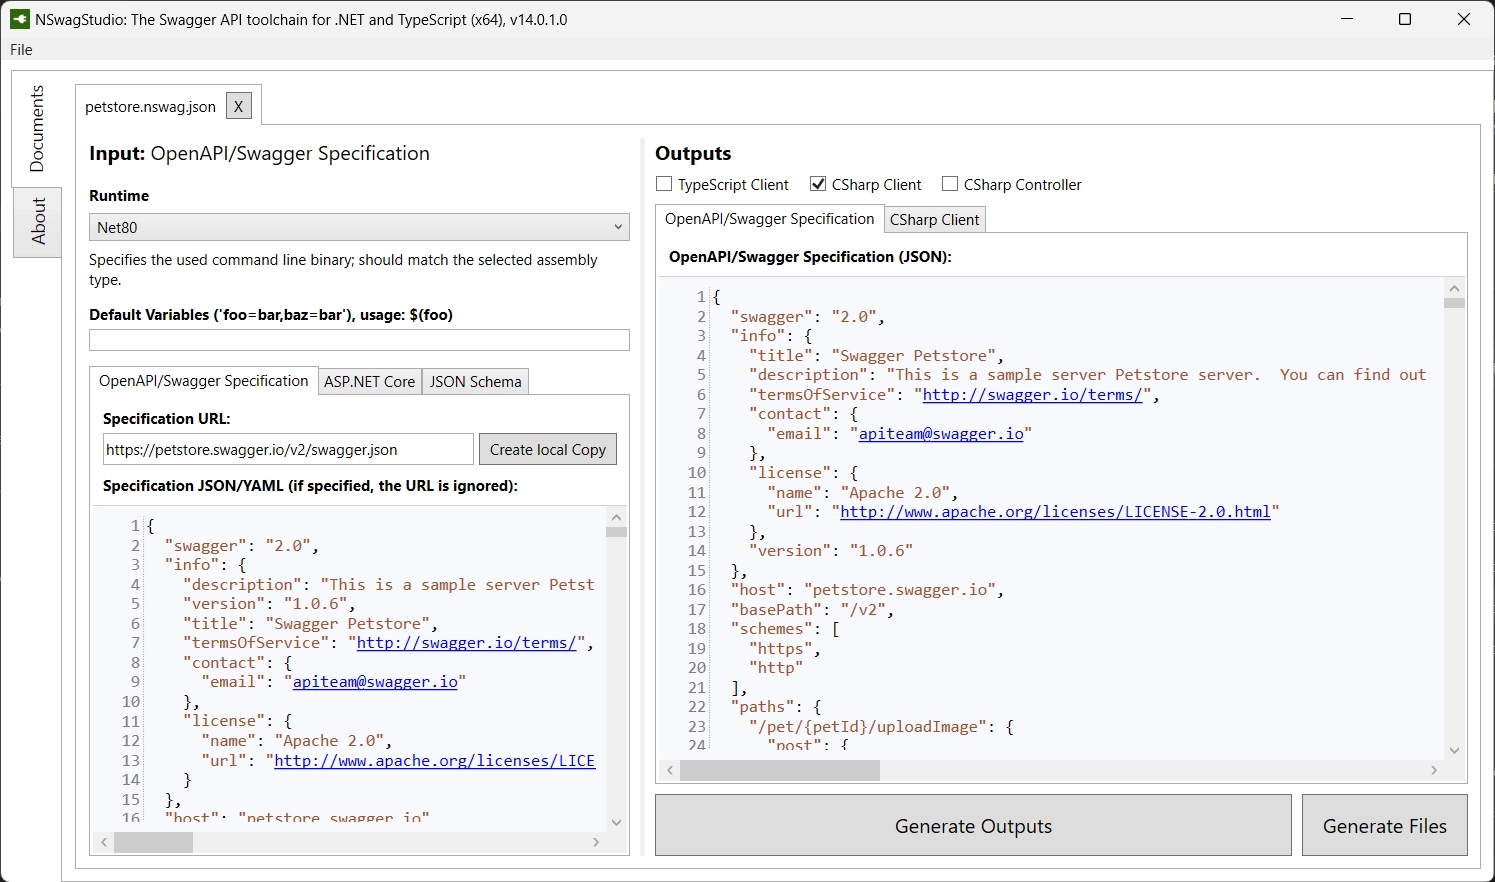 NSwagStudio: The Swagger API toolchain for .NET and TypeScript (x64), v14.0.1.0
File
Documents
About
petstore.nswag.json X
Input: OpenAPI/Swagger Specification
Runtime
Net80
Specifies the used command line binary; should match the selected assembly
type.
Default Variables ('foo=bar,baz=bar'), usage: $(foo)
OpenAPI/Swagger Specification ASP.NET Core JSON Schema
Specification URL:
https://petstore.swagger.io/v2/swagger.json Create local Copy
Specification JSON/YAML (if specified, the URL is ignored):
1 {
2 "swagger": "2.0",
3 "info": {
4 "description": "This is a sample server Petst
5 "version": "1.0.6",
6 "title": "Swagger Petstore",
7 "termsOfService": "http://swagger.io/terms/",
8 "contact": {
9 "email": "apiteam@swagger.io"
10 },
11 "license": {
12 "name": "Apache 2.0",
13 "url": "http://www.apache.org/licenses/LICE
14 }
15 },
16 "host": "petstore.swagger.io"
Outputs
TypeScript Client CSharp Client CSharp Controller
OpenAPI/Swagger Specification CSharp Client
OpenAPI/Swagger Specification (JSON):
1 {
2 "swagger": "2.0",
3 "info": {
4 "title": "Swagger Petstore",
5 "description": "This is a sample server Petstore server.  You can find out
6 "termsOfService": "http://swagger.io/terms/",
7 "contact": {
8 "email": "apiteam@swagger.io"
9 },
10 "license": {
11 "name": "Apache 2.0",
12 "url": "http://www.apache.org/licenses/LICENSE-2.0.html"
13 },
14 "version": "1.0.6"
15 },
16 "host": "petstore.swagger.io",
17 "basePath": "/v2",
18 "schemes": [
19 "https",
20 "http"
21 ],
22 "paths": {
23 "/pet/{petId}/uploadImage": {
24 "post": {
Generate Outputs Generate Files